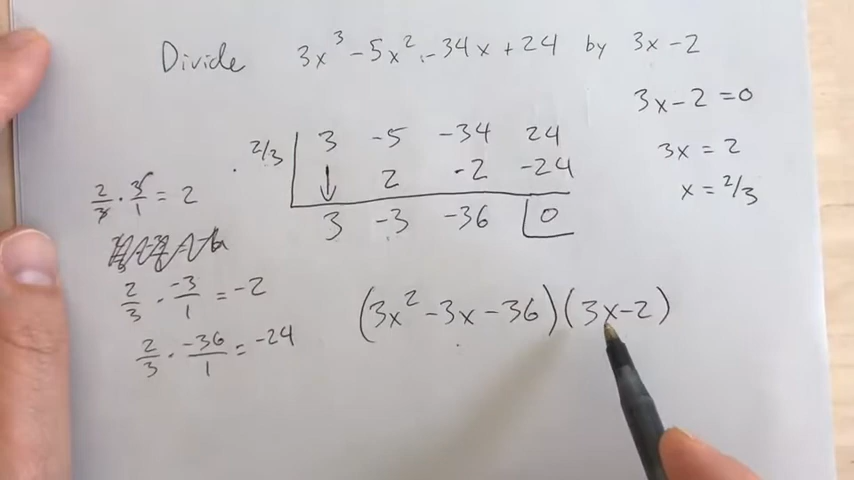 Divide 3x³ - 5x² - 34x + 24 by 3x - 2
3x - 2 = 0
3x = 2
x = 2/3
2/3 | 3 -5 -34 24
2 -2 -24
3 -3 -36 0
2/3 · 3/1 = 2
2/3 · -3/1 = -2
2/3 · -36/1 = -24
(3x² - 3x - 36)(3x - 2)